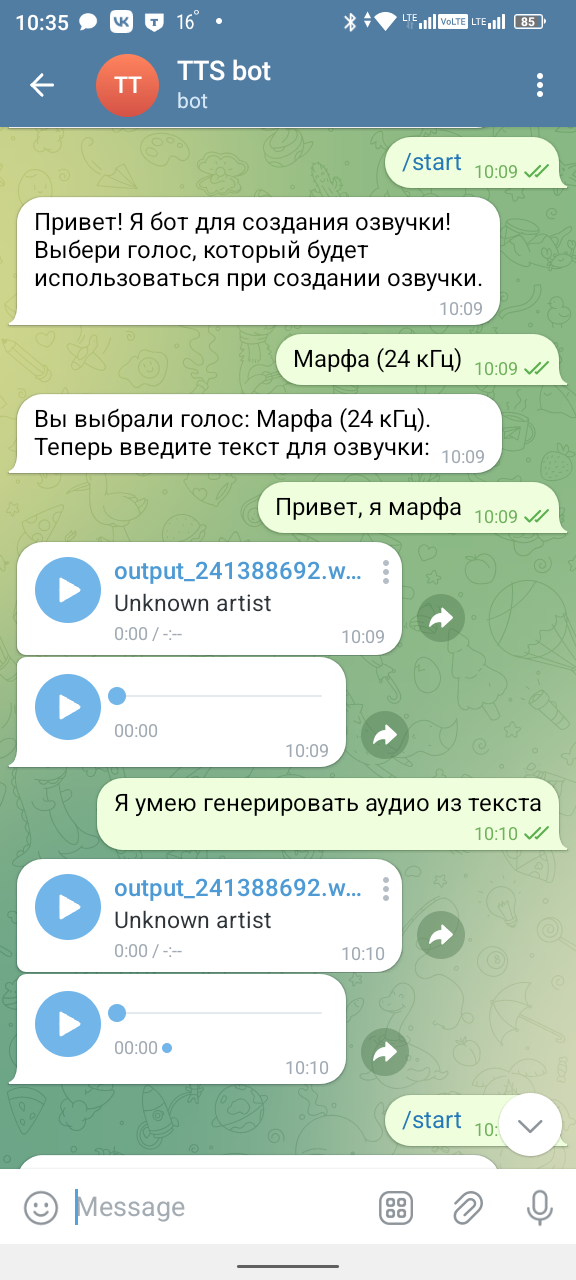 10:35 16° LTE VoLTE LTE 85
TT
TTS bot
bot
/start 10:09
Привет! Я бот для создания озвучки!
Выбери голос, который будет
использоваться при создании озвучки.
10:09
Марфа (24 кГц) 10:09
Вы выбрали голос: Марфа (24 кГц).
Теперь введите текст для озвучки: 10:09
Привет, я марфа 10:09
output_241388692.w...
Unknown artist
0:00 / -:-- 10:09
00:00
10:09
Я умею генерировать аудио из текста
10:10
output_241388692.w...
Unknown artist
0:00 / -:-- 10:10
00:00
10:10
/start 10:
Message